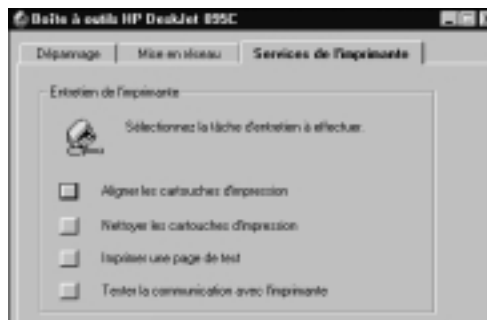 Boîte à outils HP DeskJet 895C
Dépannage Mise en réseau Services de l'imprimante
Entretien de l'imprimante
Sélectionnez la tâche d'entretien à effectuer.
Aligner les cartouches d'impression
Nettoyer les cartouches d'impression
Imprimer une page de test
Tester la communication avec l'imprimante